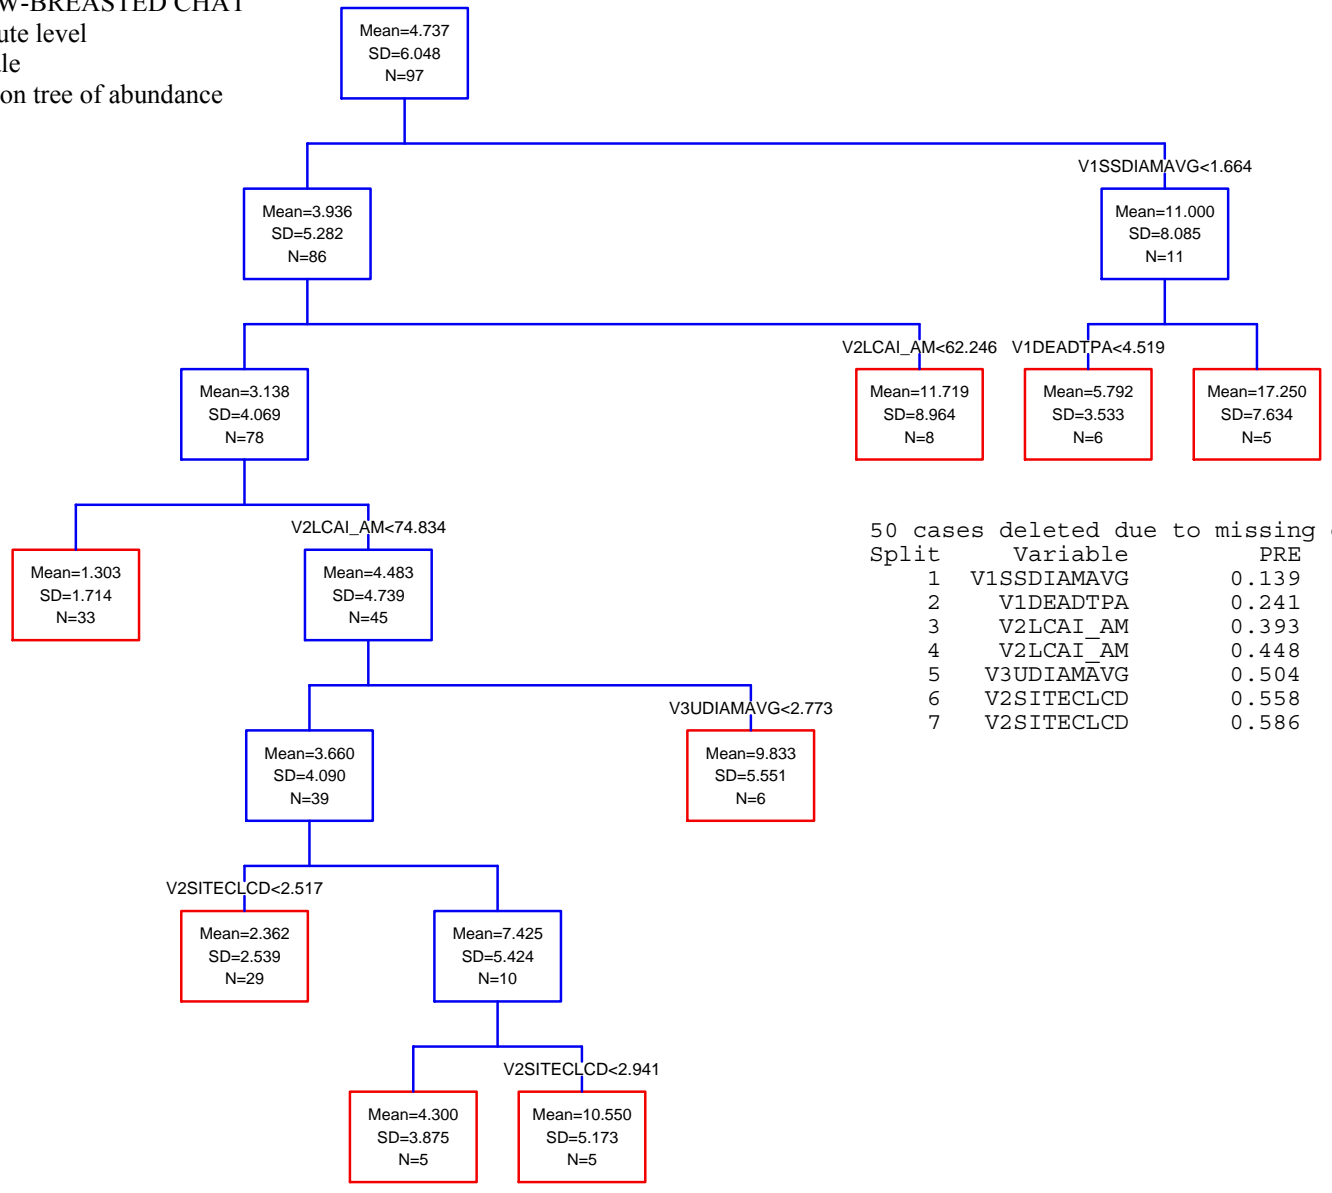 W-BREASTED CHAT
ute level
le
on tree of abundance
Mean=4.737
SD=6.048
N=97
V1SSDIAMAVG<1.664
Mean=3.936
SD=5.282
N=86
Mean=11.000
SD=8.085
N=11
V2LCAI_AM<62.246
V1DEADTPA<4.519
Mean=3.138
SD=4.069
N=78
Mean=11.719
SD=8.964
N=8
Mean=5.792
SD=3.533
N=6
Mean=17.250
SD=7.634
N=5
V2LCAI_AM<74.834
Mean=1.303
SD=1.714
N=33
Mean=4.483
SD=4.739
N=45
50 cases deleted due to missing
Split Variable PRE
1 V1SSDIAMAVG 0.139
2 V1DEADTPA 0.241
3 V2LCAI_AM 0.393
4 V2LCAI_AM 0.448
5 V3UDIAMAVG 0.504
6 V2SITECLCD 0.558
7 V2SITECLCD 0.586
V3UDIAMAVG<2.773
Mean=3.660
SD=4.090
N=39
Mean=9.833
SD=5.551
N=6
V2SITECLCD<2.517
Mean=2.362
SD=2.539
N=29
Mean=7.425
SD=5.424
N=10
V2SITECLCD<2.941
Mean=4.300
SD=3.875
N=5
Mean=10.550
SD=5.173
N=5